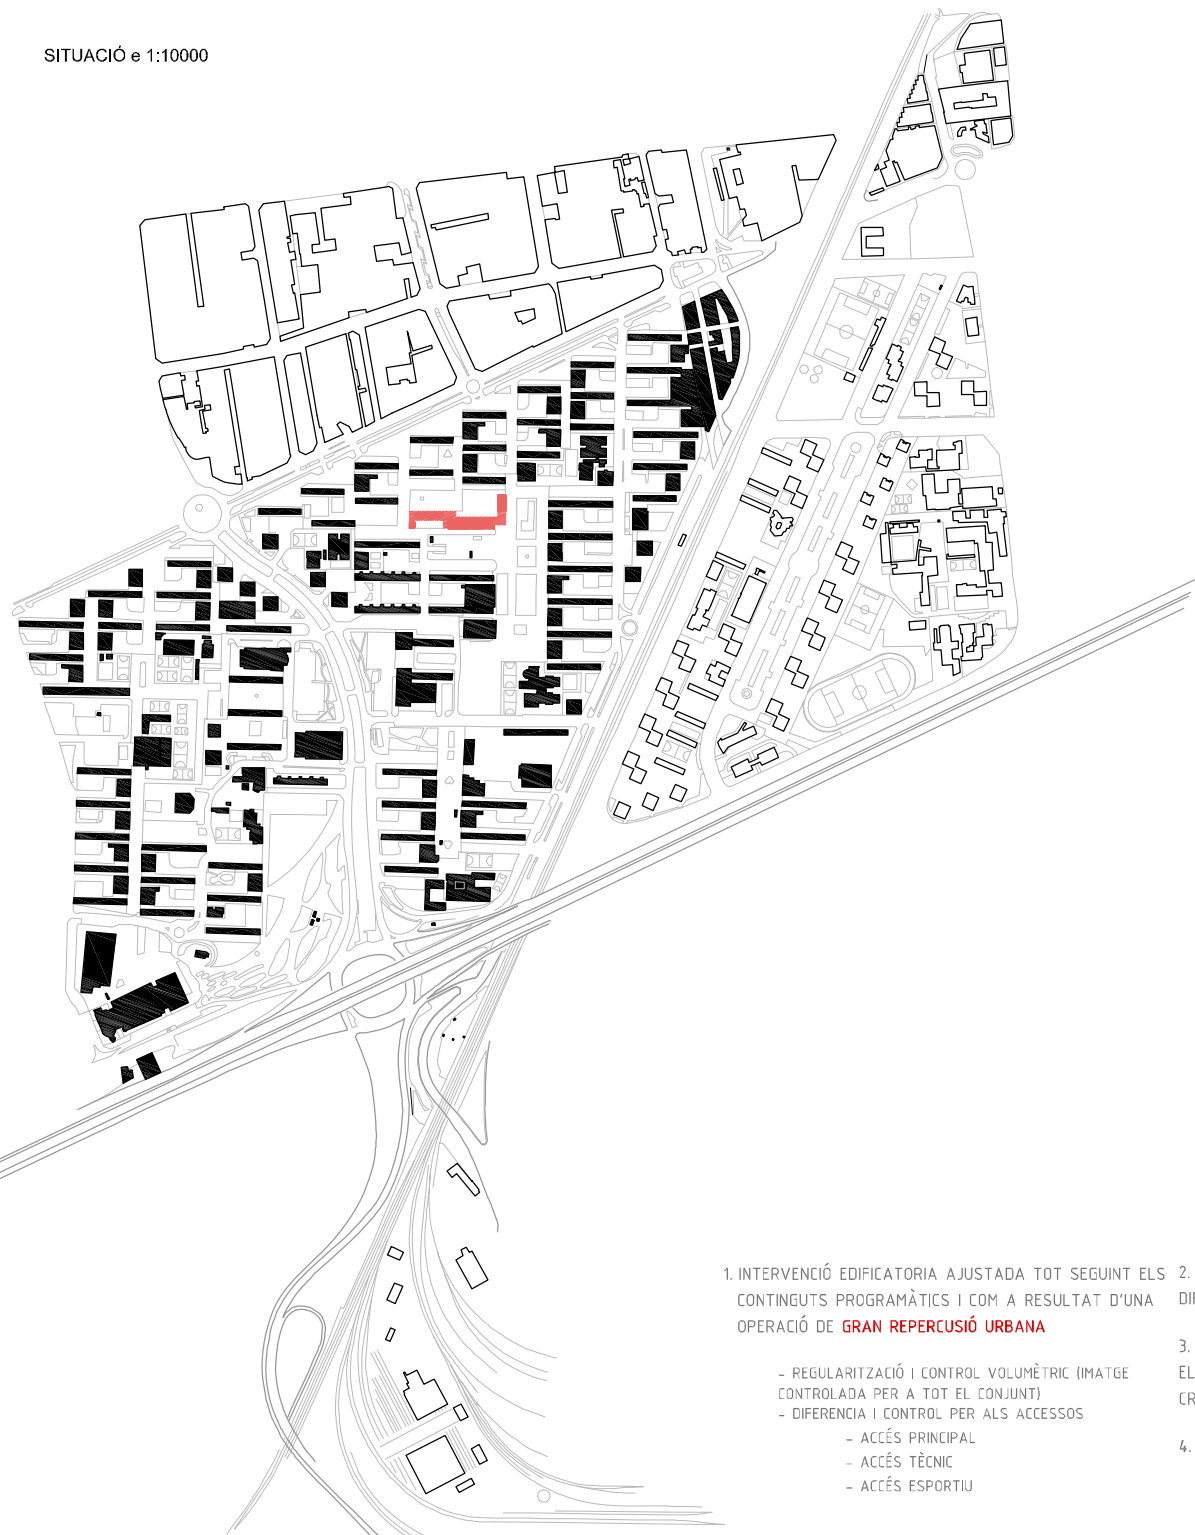 SITUACIÓ e 1:10000
1. INTERVENCIÓ EDIFICATORIA AJUSTADA TOT SEGUINT ELS
CONTINGUTS PROGRAMÀTICS I COM A RESULTAT D'UNA
OPERACIÓ DE GRAN REPERCUSIÓ URBANA
- REGULARITZACIÓ I CONTROL VOLUMÈTRIC (IMATGE
CONTROLADA PER A TOT EL CONJUNT)
- DIFERENCIA I CONTROL PER ALS ACCESSOS
- ACCÉS PRINCIPAL
- ACCÉS TÈCNIC
- ACCÉS ESPORTIU
2.
3.
EL
4.